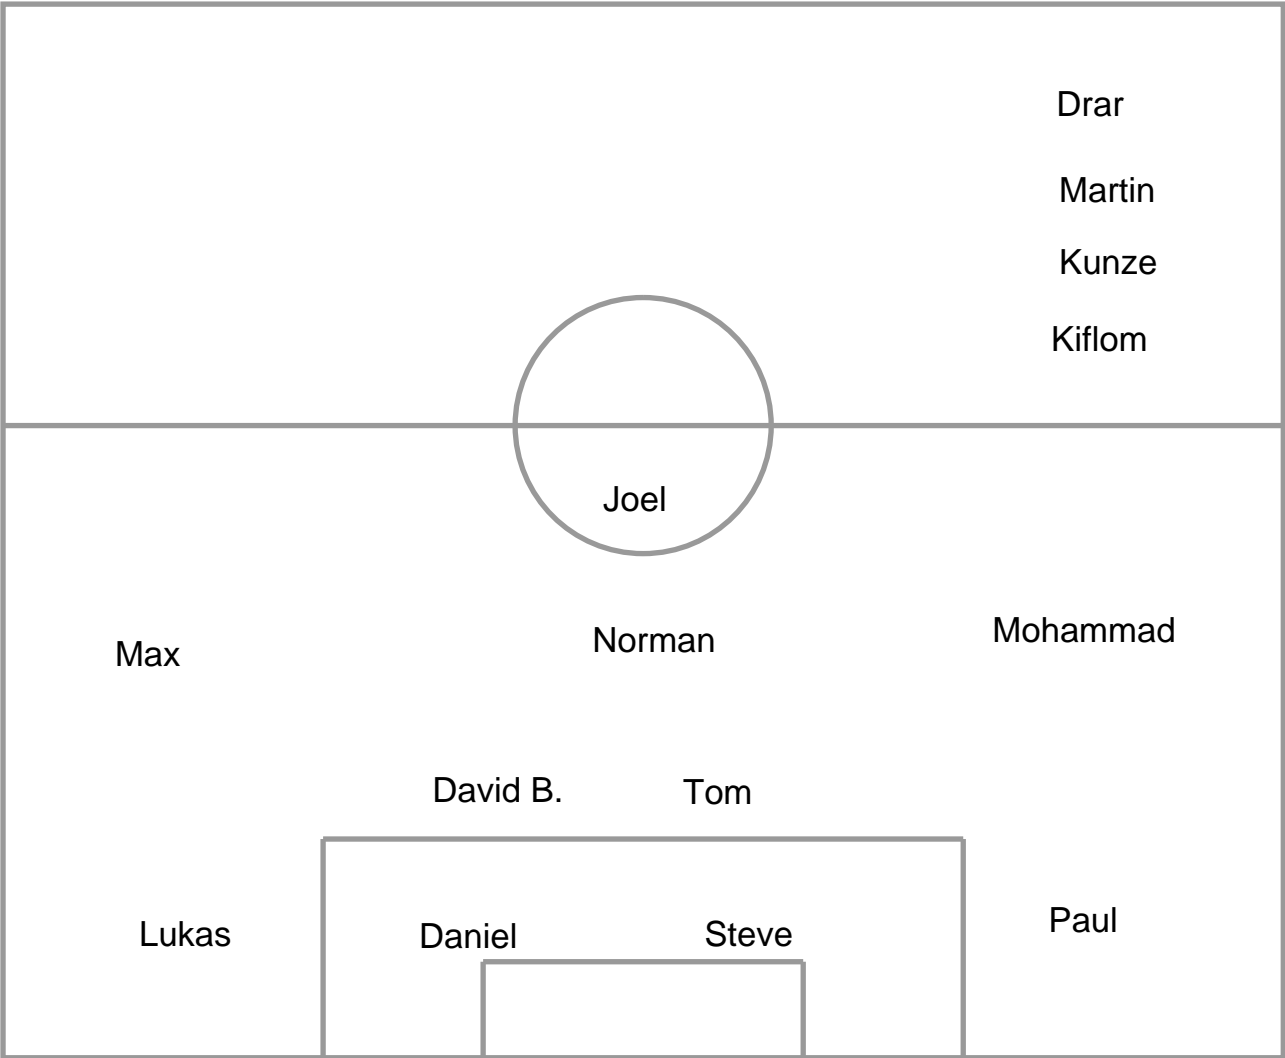 Drar
Martin
Kunze
Kiflom
Joel
Max
Norman
Mohammad
David B.
Tom
Lukas
Daniel
Steve
Paul